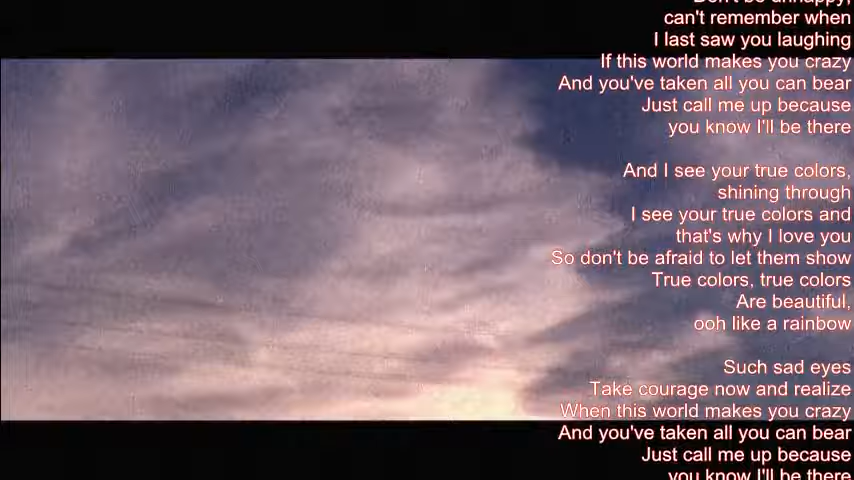 Don't be unhappy,
can't remember when
I last saw you laughing
If this world makes you crazy
And you've taken all you can bear
Just call me up because
you know I'll be there
And I see your true colors,
shining through
I see your true colors and
that's why I love you
So don't be afraid to let them show
True colors, true colors
Are beautiful,
ooh like a rainbow
Such sad eyes
Take courage now and realize
When this world makes you crazy
And you've taken all you can bear
Just call me up because
you know I'll be there